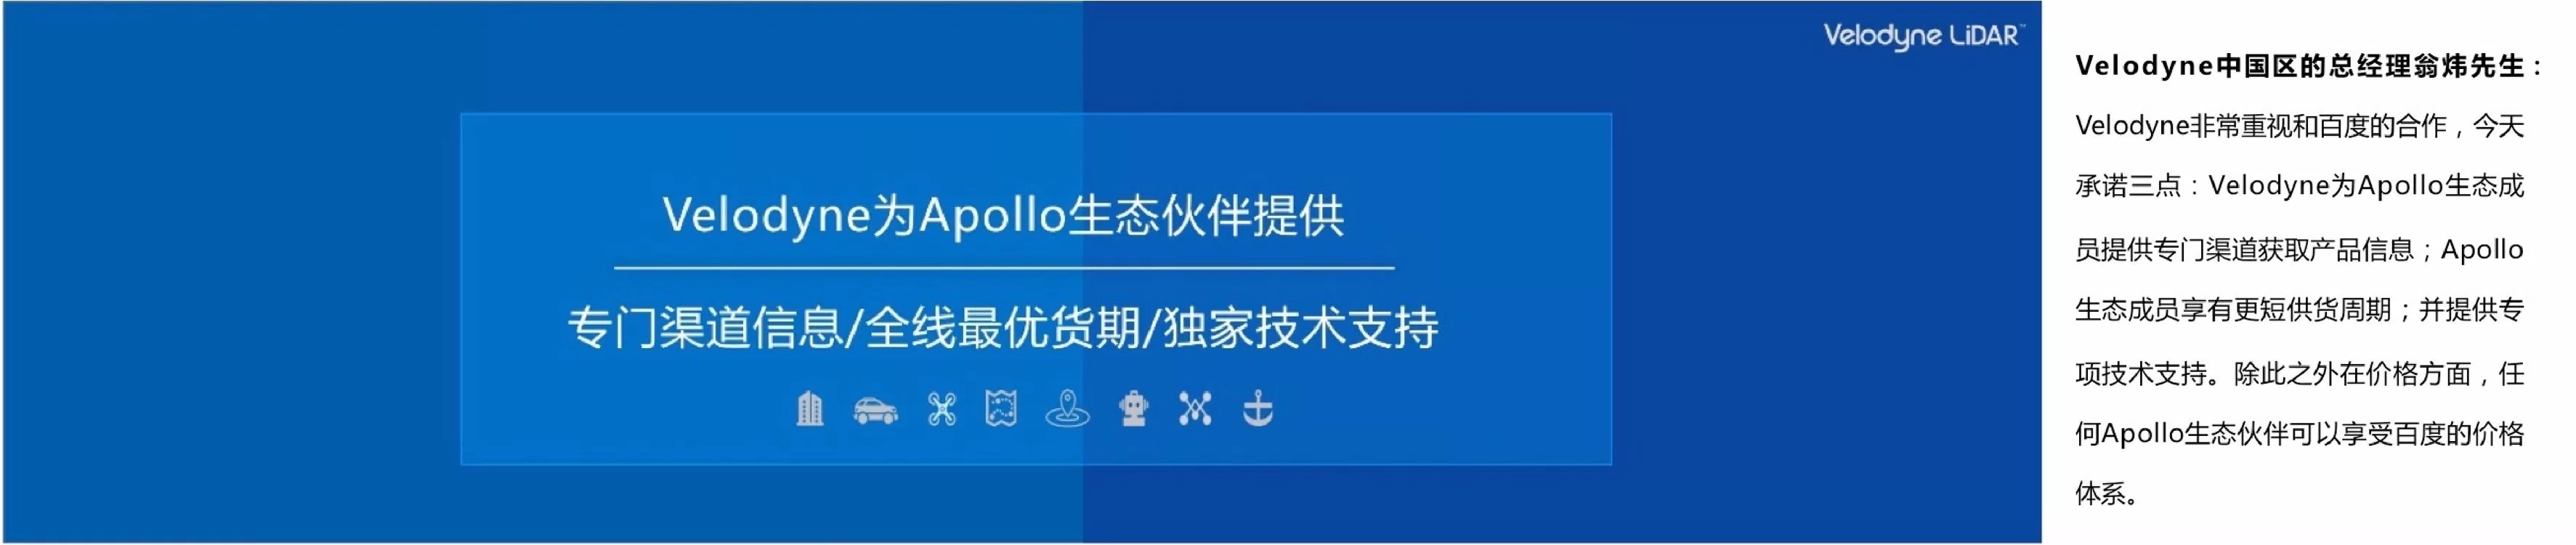 Velodyne LiDAR™
Velodyne为Apollo生态伙伴提供
专门渠道信息/全线最优货期/独家技术支持
Velodyne中国区的总经理翁炜先生：
Velodyne非常重视和百度的合作，今天
承诺三点：Velodyne为Apollo生态成
员提供专门渠道获取产品信息；Apollo
生态成员享有更短供货周期；并提供专
项技术支持。除此之外在价格方面，任
何Apollo生态伙伴可以享受百度的价格
体系。